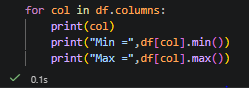 for col in df.columns:
    print(col)
    print("Min =",df[col].min())
    print("Max =",df[col].max())
0.1s